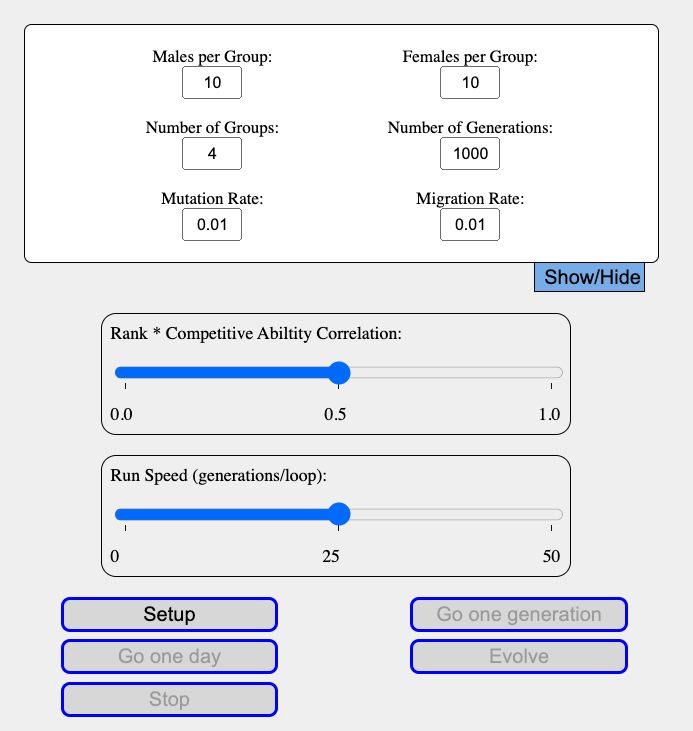 Males per Group: Females per Group:
10 10
Number of Groups: Number of Generations:
4 1000
Mutation Rate: Migration Rate:
0.01 0.01
Show/Hide
Rank * Competitive Abiltity Correlation:
0.0 0.5 1.0
Run Speed (generations/loop):
0 25 50
Setup Go one generation
Go one day Evolve
Stop